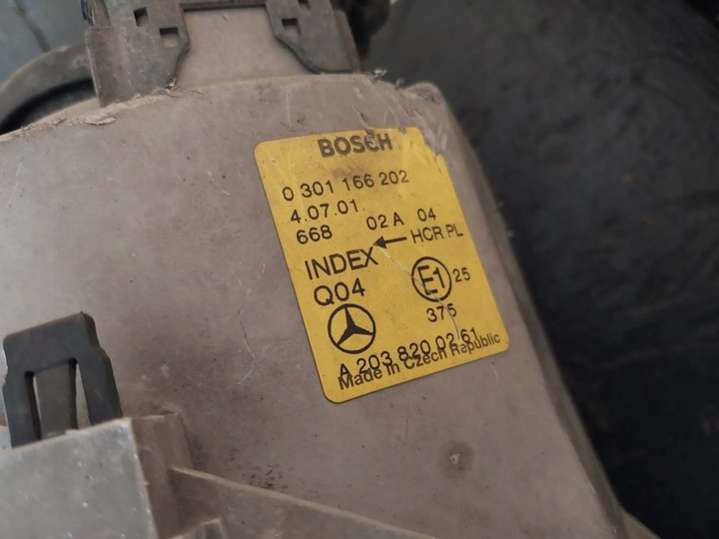 BOSCH
0 301 166 202
4.07.01.
668 02 A 04
INDEX ← HCR PL
Q04 E1 25
375
A 203 820 02 61
Made in Czech Republic